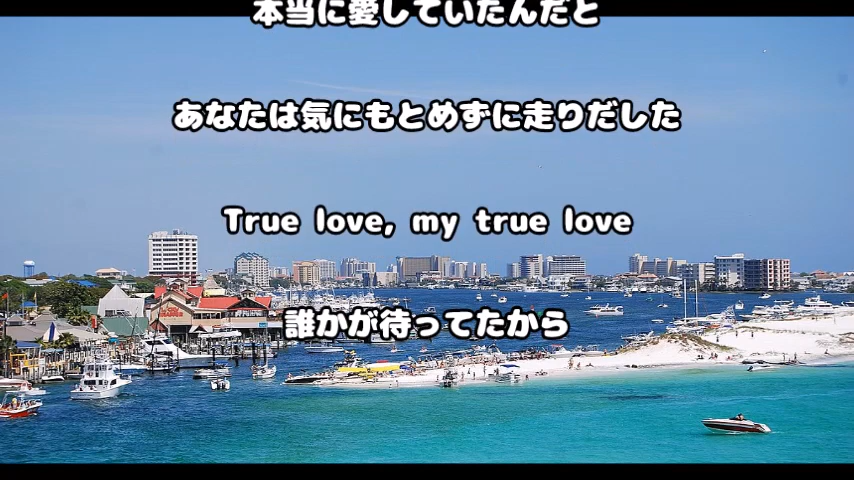 本当に愛していたんだと
あなたは気にもとめずに走りだした
True love, my true love
誰かが待ってたから